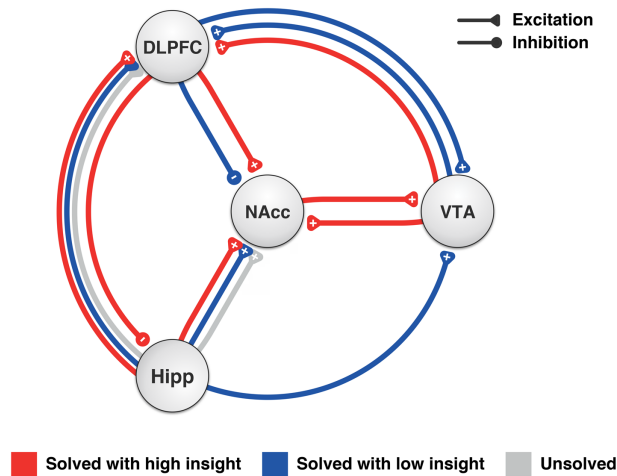 Excitation
Inhibition
DLPFC
NAcc
VTA
Hipp
+
+
+
+
+
-
+
-
+
+
+
+
+
-
+
Solved with high insight
Solved with low insight
Unsolved